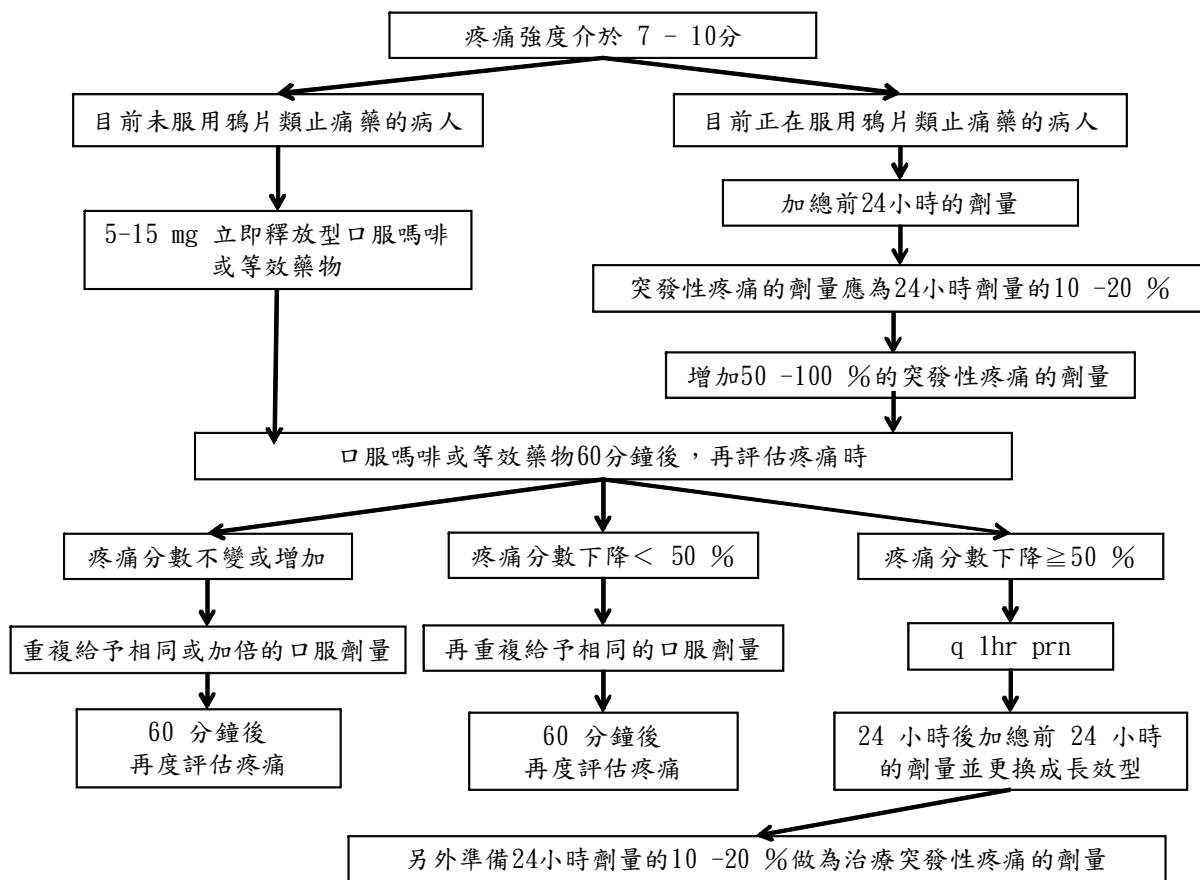 疼痛強度介於 7 - 10分
目前未服用鴉片類止痛藥的病人
目前正在服用鴉片類止痛藥的病人
加總前24小時的劑量
5-15 mg 立即釋放型口服嗎啡
或等效藥物
突發性疼痛的劑量應為24小時劑量的10 -20 %
增加50 -100 %的突發性疼痛的劑量
口服嗎啡或等效藥物60分鐘後，再評估疼痛時
疼痛分數不變或增加
疼痛分數下降< 50 %
疼痛分數下降≧50 %
重複給予相同或加倍的口服劑量
再重複給予相同的口服劑量
q 1hr prn
60 分鐘後
再度評估疼痛
60 分鐘後
再度評估疼痛
24 小時後加總前 24 小時
的劑量並更換成長效型
另外準備24小時劑量的10 -20 %做為治療突發性疼痛的劑量